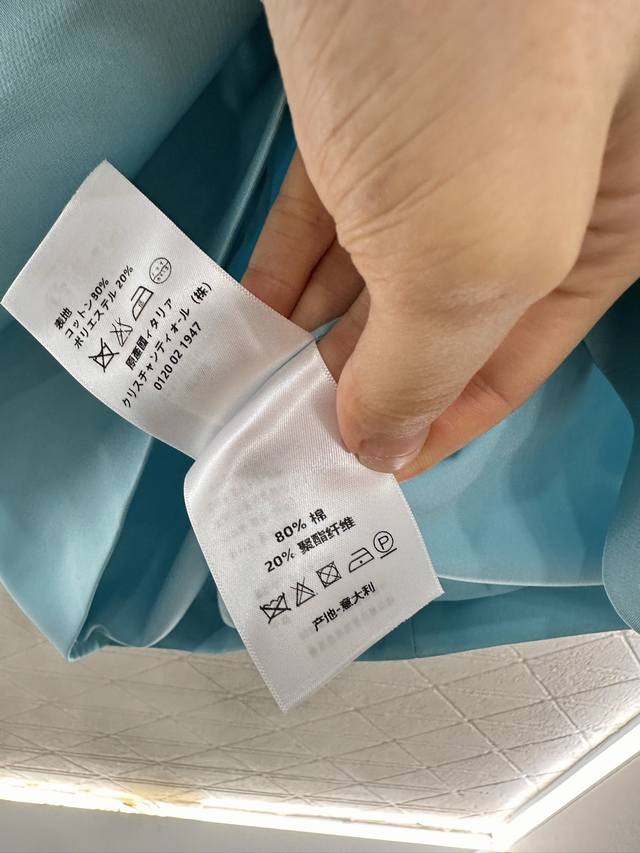 表地
コットン 80%
ポリエステル 20%
原産國イタリア
クリスチャンディオール (株)
0120 02 1947
80% 棉
20% 聚酯纤维
产地-意大利